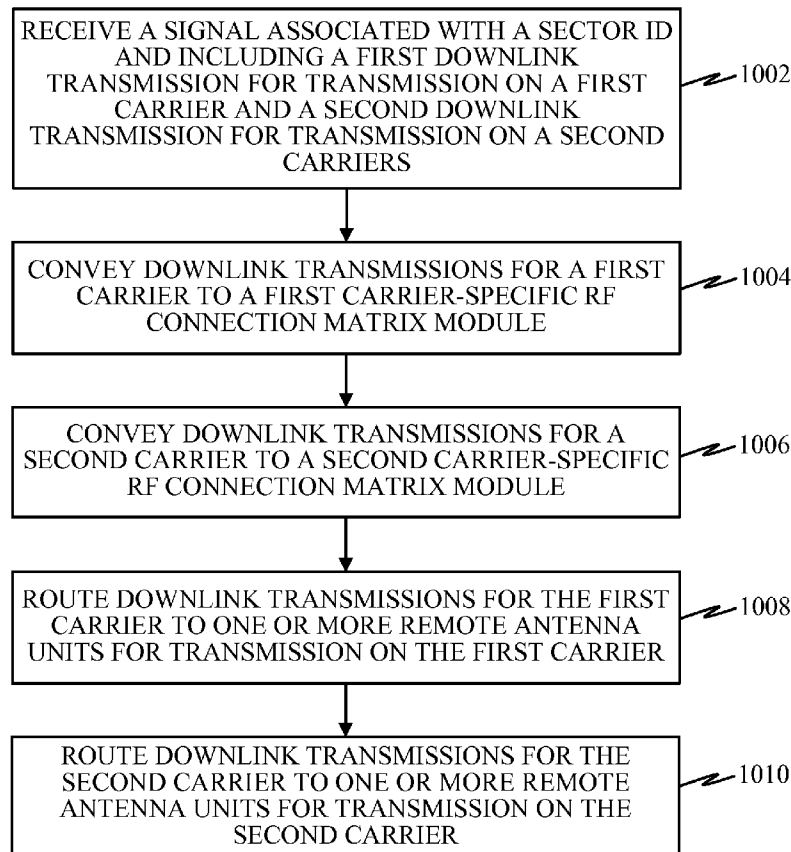 RECEIVE A SIGNAL ASSOCIATED WITH A SECTOR ID
AND INCLUDING A FIRST DOWNLINK
TRANSMISSION FOR TRANSMISSION ON A FIRST
CARRIER AND A SECOND DOWNLINK
TRANSMISSION FOR TRANSMISSION ON A SECOND
CARRIERS
1002
CONVEY DOWNLINK TRANSMISSIONS FOR A FIRST
CARRIER TO A FIRST CARRIER-SPECIFIC RF
CONNECTION MATRIX MODULE
1004
CONVEY DOWNLINK TRANSMISSIONS FOR A
SECOND CARRIER TO A SECOND CARRIER-SPECIFIC
RF CONNECTION MATRIX MODULE
1006
ROUTE DOWNLINK TRANSMISSIONS FOR THE FIRST
CARRIER TO ONE OR MORE REMOTE ANTENNA
UNITS FOR TRANSMISSION ON THE FIRST CARRIER
1008
ROUTE DOWNLINK TRANSMISSIONS FOR THE
SECOND CARRIER TO ONE OR MORE REMOTE
ANTENNA UNITS FOR TRANSMISSION ON THE
SECOND CARRIER
1010